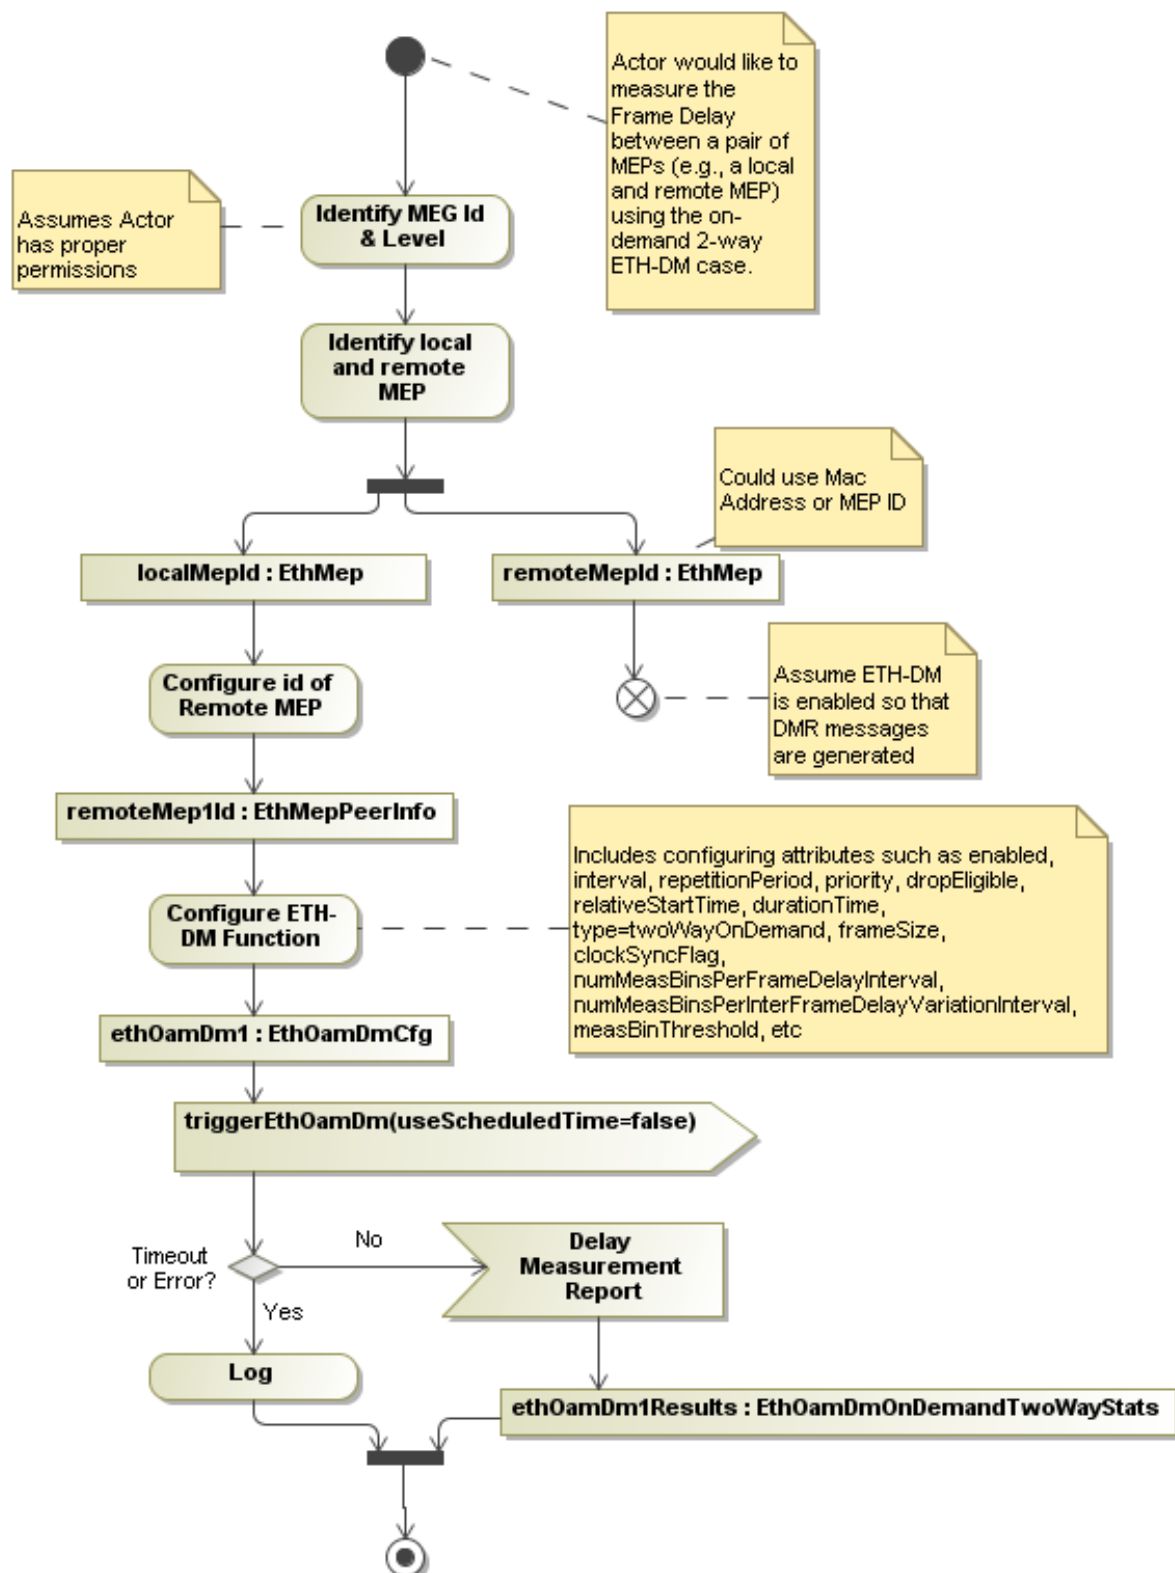 Actor would like to
measure the
Frame Delay
between a pair of
MEPs (e.g., a local
and remote MEP)
using the on-
demand 2-way
ETH-DM case.
Assumes Actor
has proper
permissions
Identify MEG Id
& Level
Identify local
and remote
MEP
Could use Mac
Address or MEP ID
localMepId : EthMep
remoteMepId : EthMep
Assume ETH-DM
is enabled so that
DMR messages
are generated
Configure id of
Remote MEP
remoteMep1Id : EthMepPeerInfo
Includes configuring attributes such as enabled,
interval, repetitionPeriod, priority, dropEligible,
relativeStartTime, durationTime,
type=twoWayOnDemand, frameSize,
clockSyncFlag,
numMeasBinsPerFrameDelayInterval,
numMeasBinsPerInterFrameDelayVariationInterval,
measBinThreshold, etc
Configure ETH-
DM Function
ethOamDm1 : EthOamDmCfg
triggerEthOamDm(useScheduledTime=false)
Timeout
or Error?
No
Yes
Delay
Measurement
Report
Log
ethOamDm1Results : EthOamDmOnDemandTwoWayStats